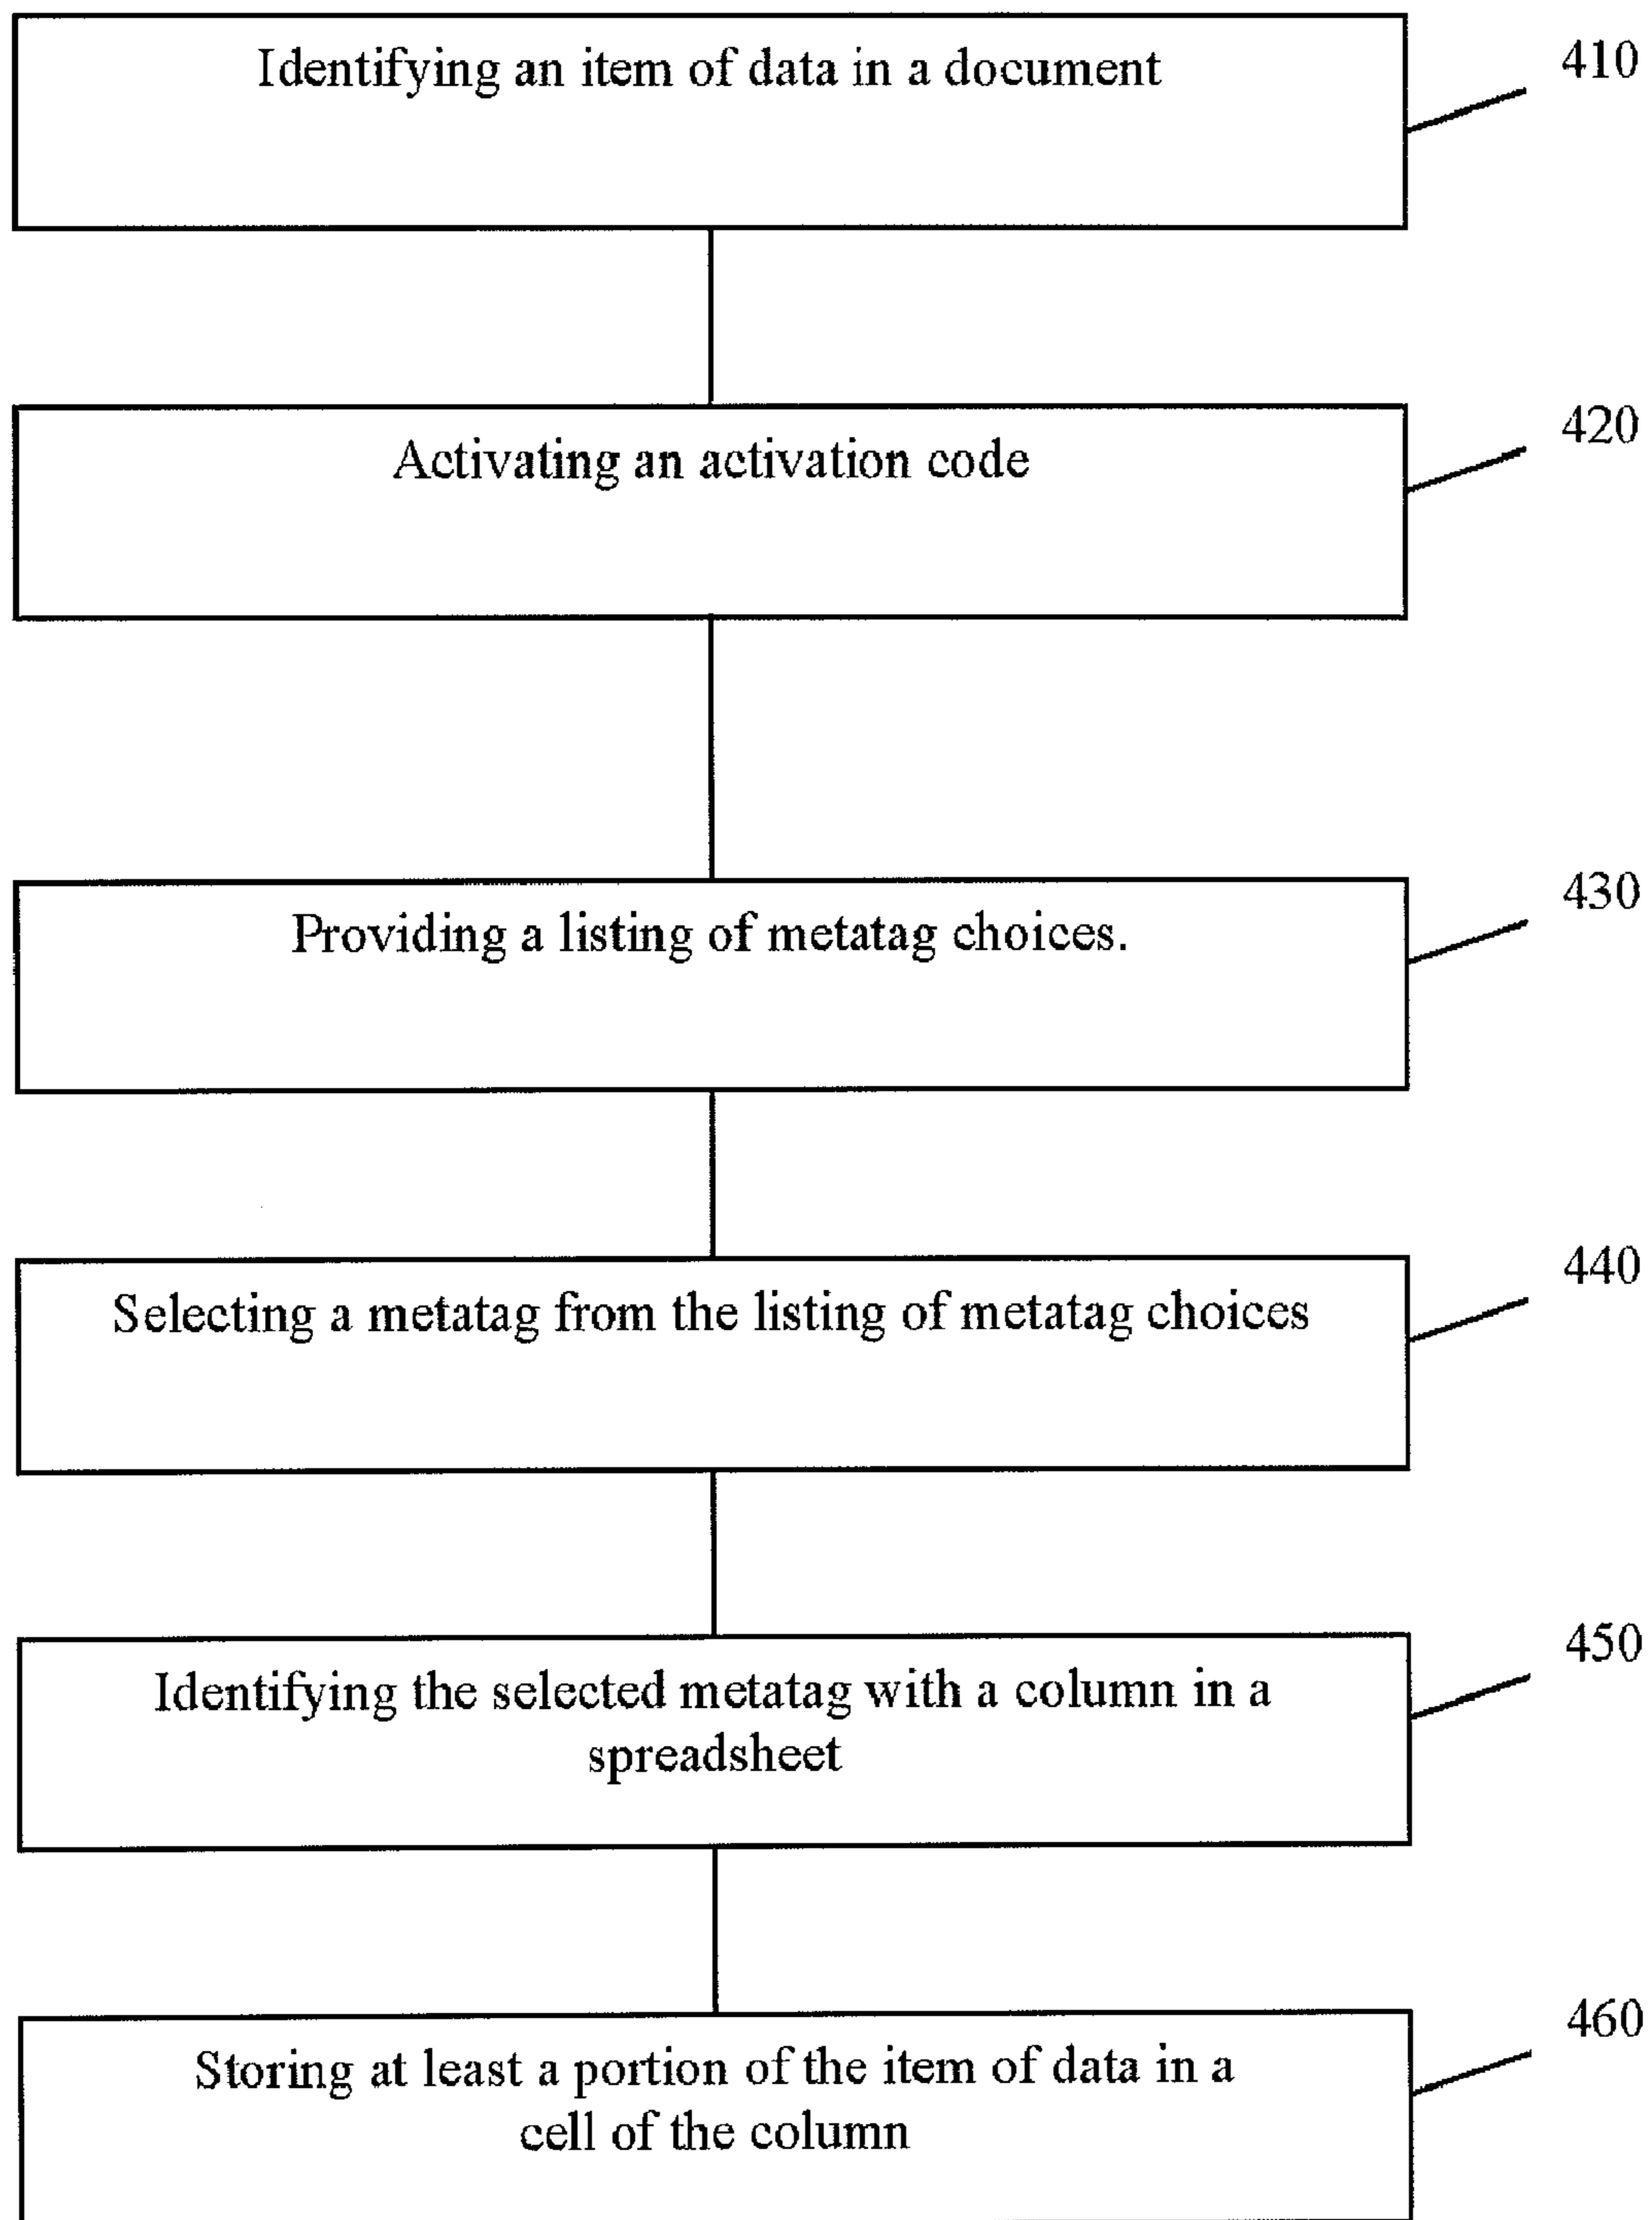 Identifying an item of data in a document
410
Activating an activation code
420
Providing a listing of metatag choices.
430
Selecting a metatag from the listing of metatag choices
440
Identifying the selected metatag with a column in a
spreadsheet
450
Storing at least a portion of the item of data in a
cell of the column
460